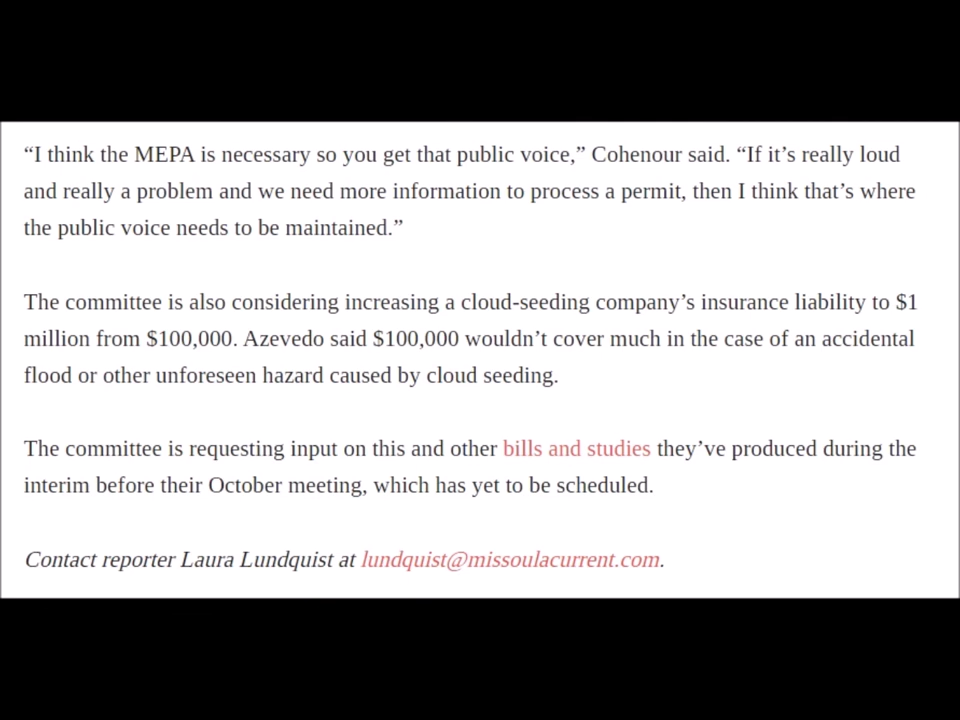 “I think the MEPA is necessary so you get that public voice,” Cohenour said. “If it’s really loud
and really a problem and we need more information to process a permit, then I think that’s where
the public voice needs to be maintained.”
The committee is also considering increasing a cloud-seeding company’s insurance liability to $1
million from $100,000. Azevedo said $100,000 wouldn’t cover much in the case of an accidental
flood or other unforeseen hazard caused by cloud seeding.
The committee is requesting input on this and other bills and studies they’ve produced during the
interim before their October meeting, which has yet to be scheduled.
Contact reporter Laura Lundquist at lundquist@missoulacurrent.com.